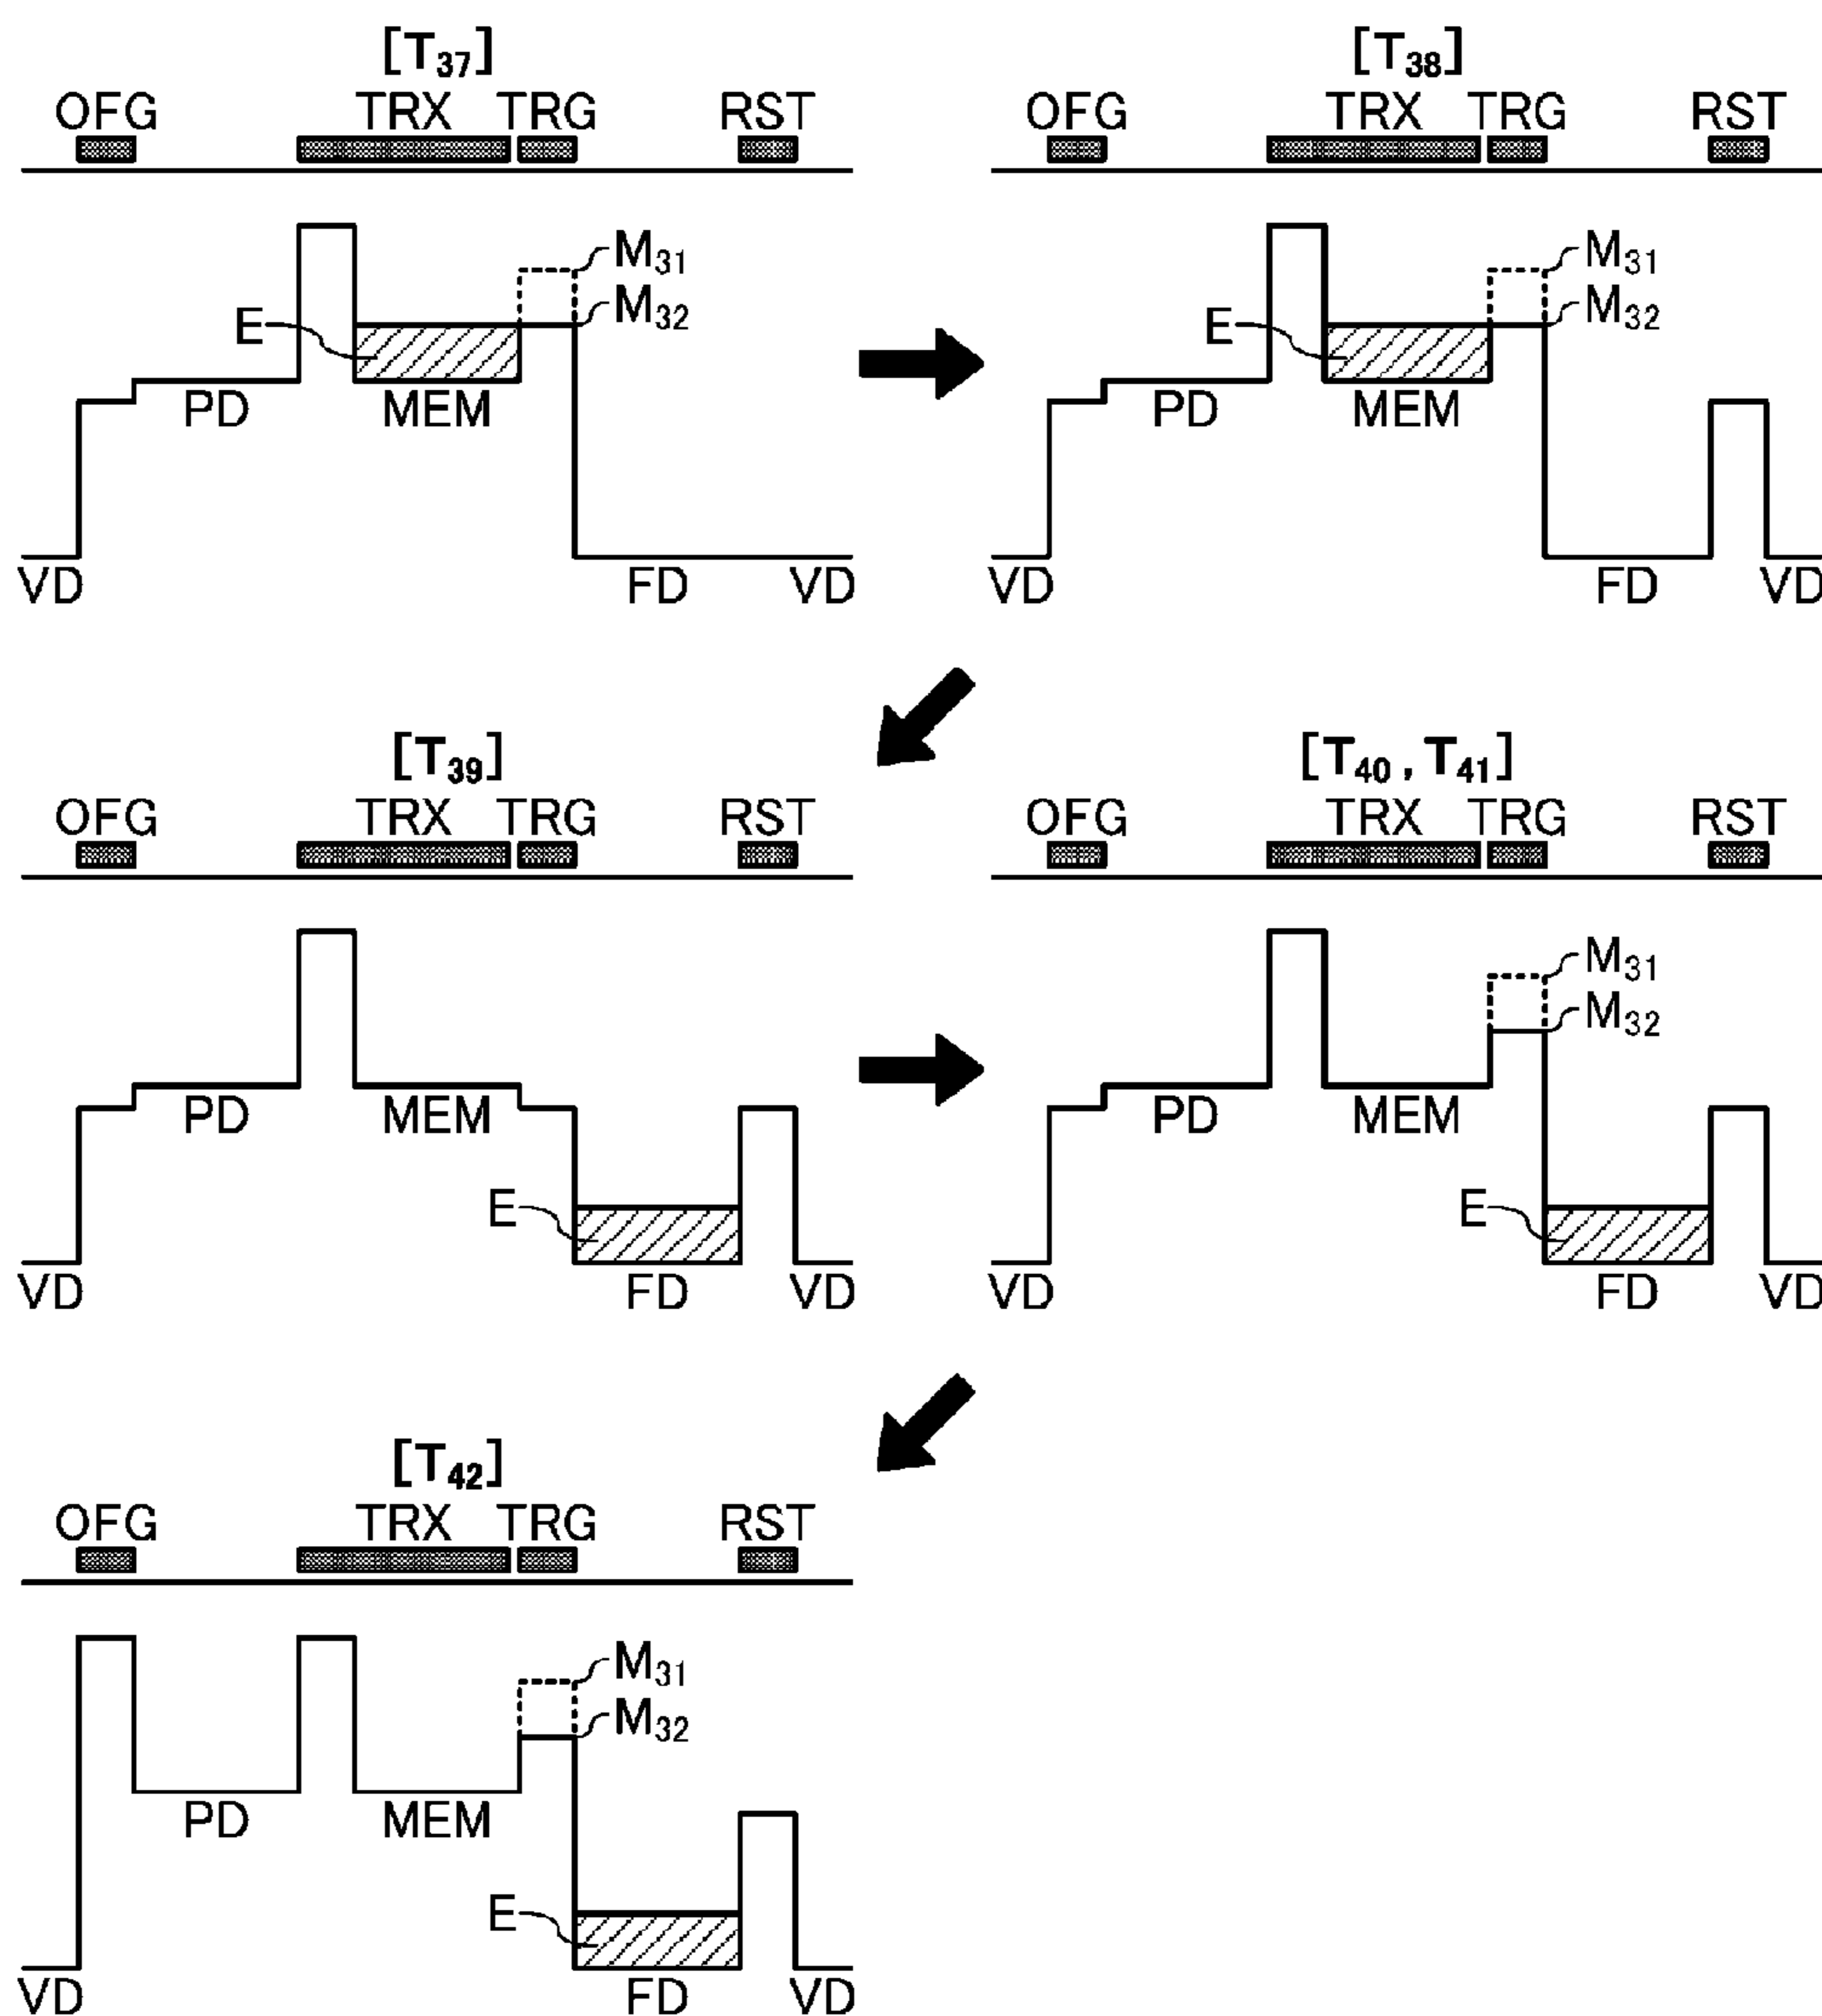 [T37]
OFG TRX TRG RST
M31
M32
E
PD MEM
VD FD VD
[T38]
OFG TRX TRG RST
M31
M32
E
PD MEM
VD FD VD
[T39]
OFG TRX TRG RST
PD MEM
E
VD FD VD
[T40, T41]
OFG TRX TRG RST
M31
M32
PD MEM
E
VD FD VD
[T42]
OFG TRX TRG RST
M31
M32
PD MEM
E
VD FD VD